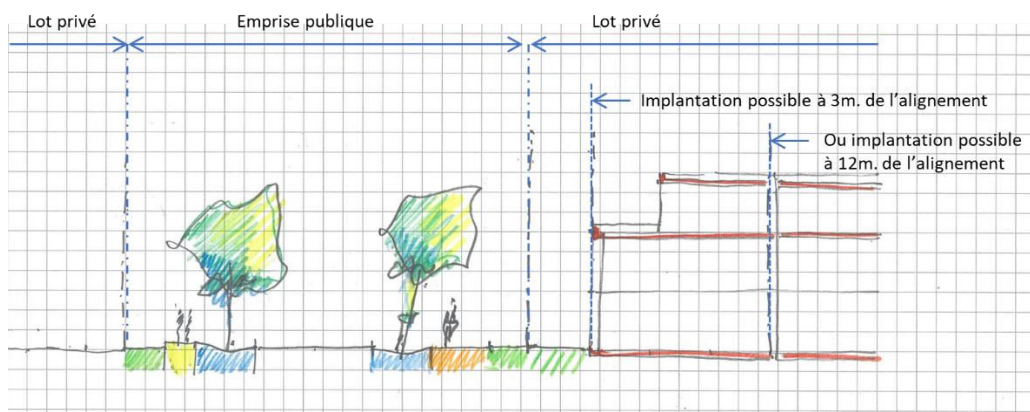 Lot privé
Emprise publique
Lot privé
Implantation possible à 3m. de l’alignement
Ou implantation possible
à 12m. de l’alignement